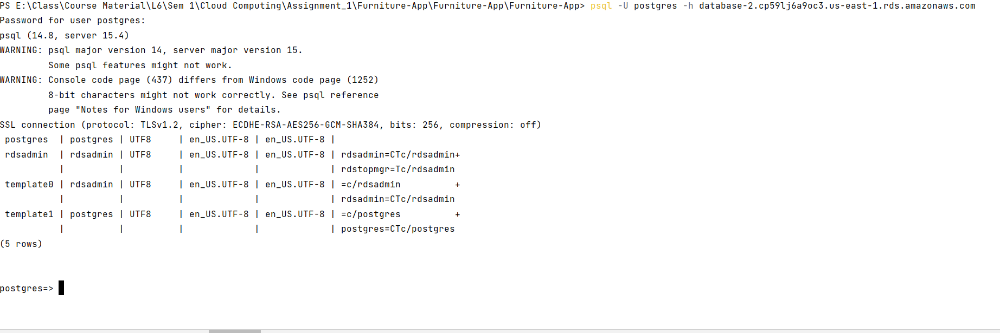 PS E:\Class\Course Material\L6\Sem 1\Cloud Computing\Assignment_1\Furniture-App\Furniture-App\Furniture-App> psql -U postgres -h database-2.cp59lj6a9oc3.us-east-1.rds.amazonaws.com
Password for user postgres:
psql (14.8, server 15.4)
WARNING: psql major version 14, server major version 15.
         Some psql features might not work.
WARNING: Console code page (437) differs from Windows code page (1252)
         8-bit characters might not work correctly. See psql reference
         page "Notes for Windows users" for details.
SSL connection (protocol: TLSv1.2, cipher: ECDHE-RSA-AES256-GCM-SHA384, bits: 256, compression: off)
 postgres  | postgres | UTF8     | en_US.UTF-8 | en_US.UTF-8 |
 rdsadmin  | rdsadmin | UTF8     | en_US.UTF-8 | en_US.UTF-8 | rdsadmin=CTc/rdsadmin+
           |          |          |             |             | rdstopmgr=Tc/rdsadmin
 template0 | rdsadmin | UTF8     | en_US.UTF-8 | en_US.UTF-8 | =c/rdsadmin          +
           |          |          |             |             | rdsadmin=CTc/rdsadmin
 template1 | postgres | UTF8     | en_US.UTF-8 | en_US.UTF-8 | =c/postgres          +
           |          |          |             |             | postgres=CTc/postgres
(5 rows)
postgres=>